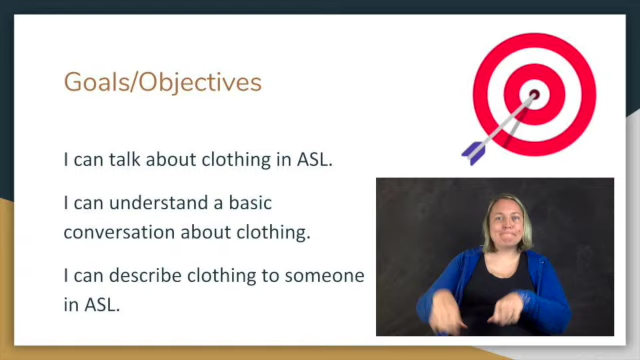 Goals/Objectives
I can talk about clothing in ASL.
I can understand a basic
conversation about clothing.
I can describe clothing to someone
in ASL.